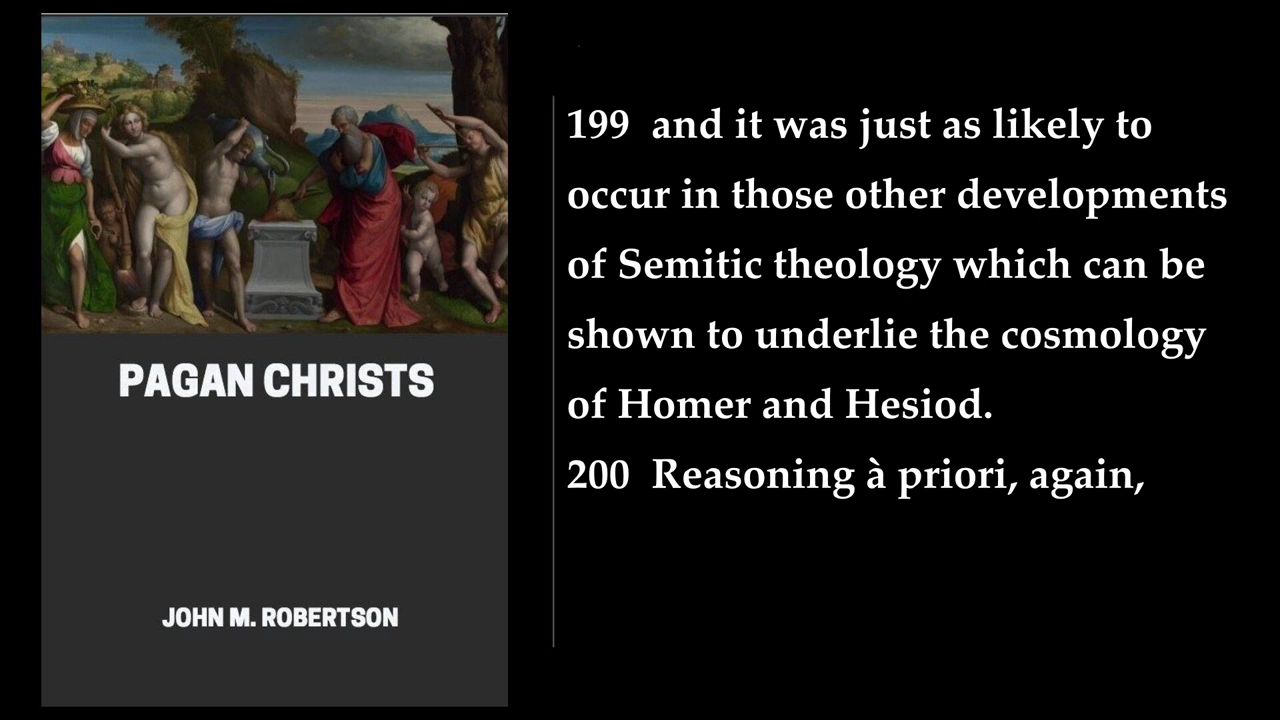 PAGAN CHRISTS
JOHN M. ROBERTSON
199 and it was just as likely to
occur in those other developments
of Semitic theology which can be
shown to underlie the cosmology
of Homer and Hesiod.
200 Reasoning à priori, again,